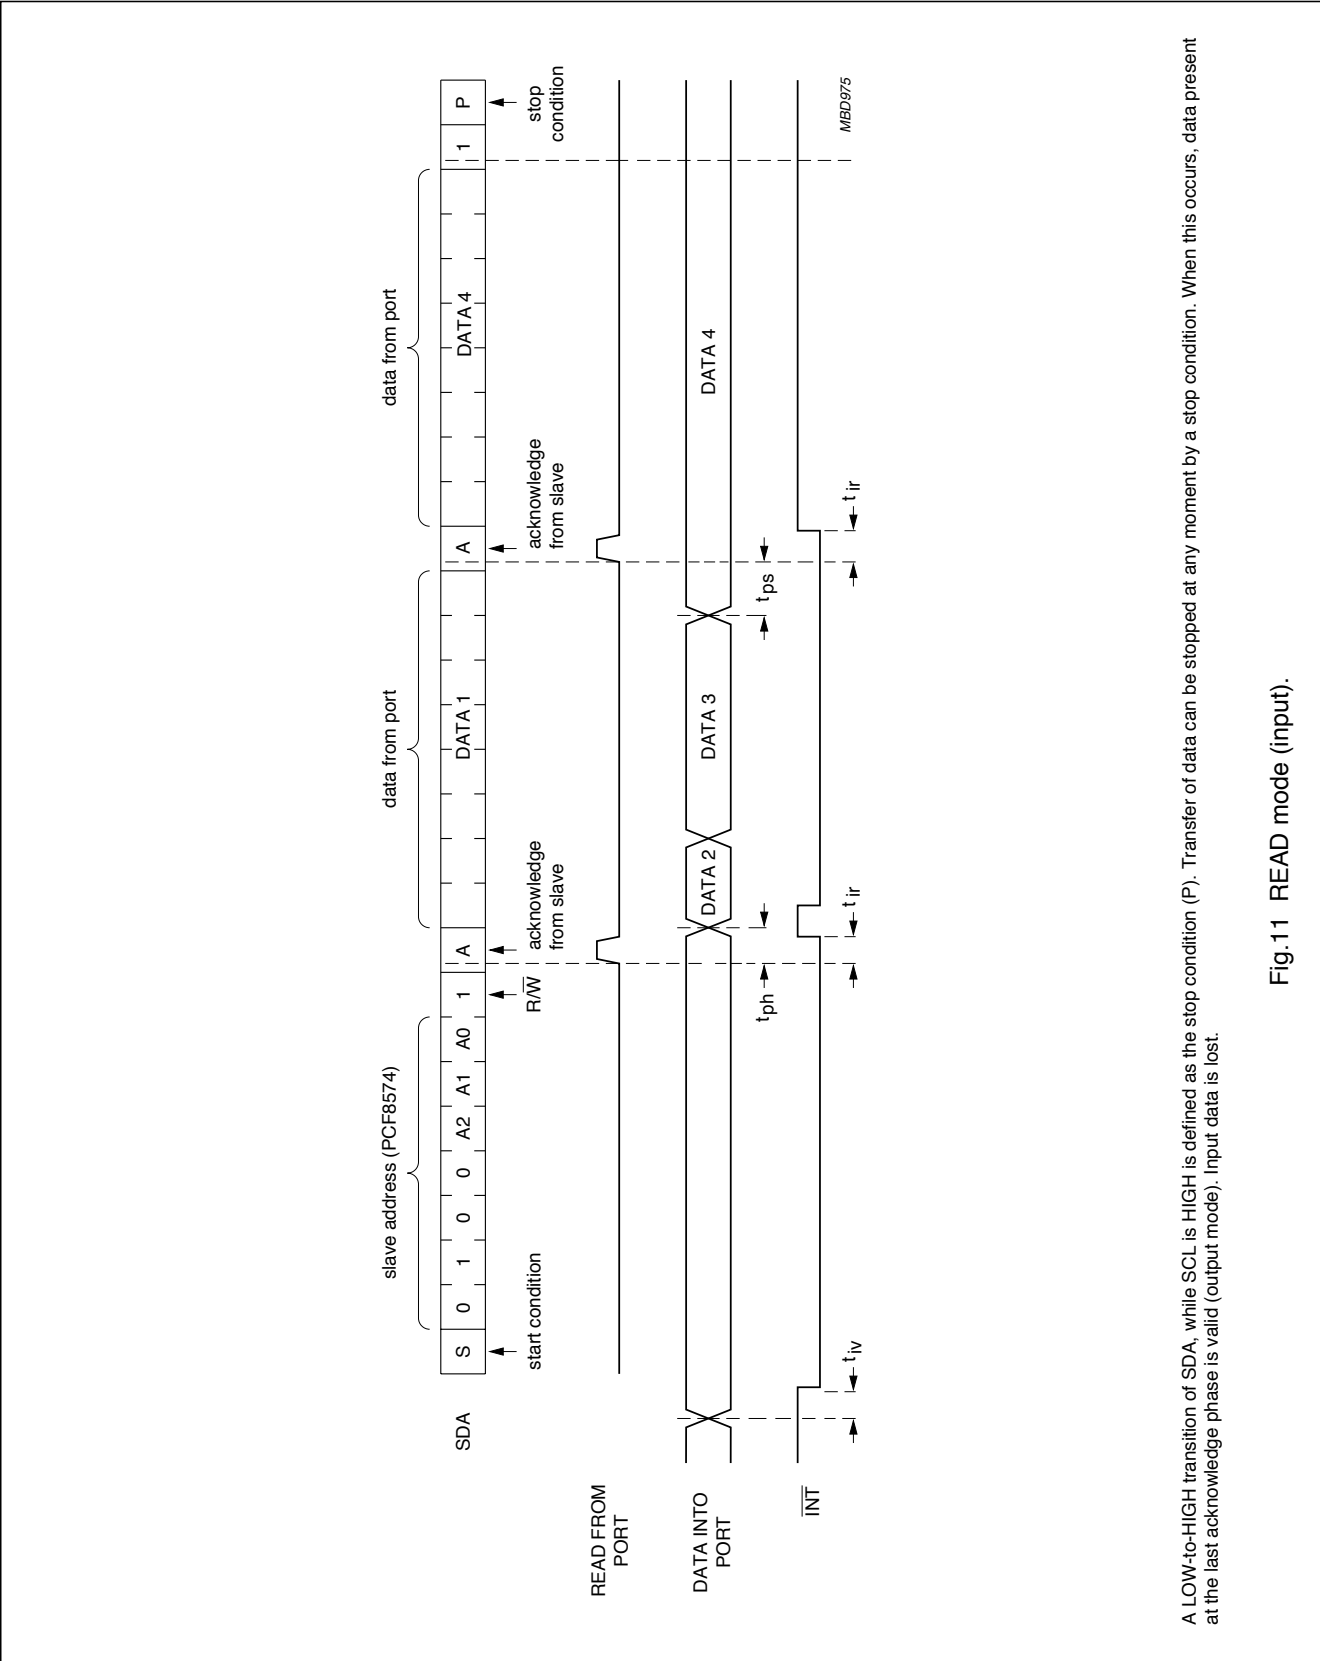 slave address (PCF8574)
data from port
data from port
SDA
S 0 1 0 0 A2 A1 A0 1 A DATA 1 A DATA 4 1 P
start condition
R/W
acknowledge
from slave
acknowledge
from slave
stop
condition
READ FROM
PORT
DATA INTO
PORT
DATA 2
DATA 3
DATA 4
tph
tps
INT
tiv
tir
tir
MBD975
A LOW-to-HIGH transition of SDA, while SCL is HIGH is defined as the stop condition (P). Transfer of data can be stopped at any moment by a stop condition. When this occurs, data present
at the last acknowledge phase is valid (output mode). Input data is lost.
Fig.11 READ mode (input).